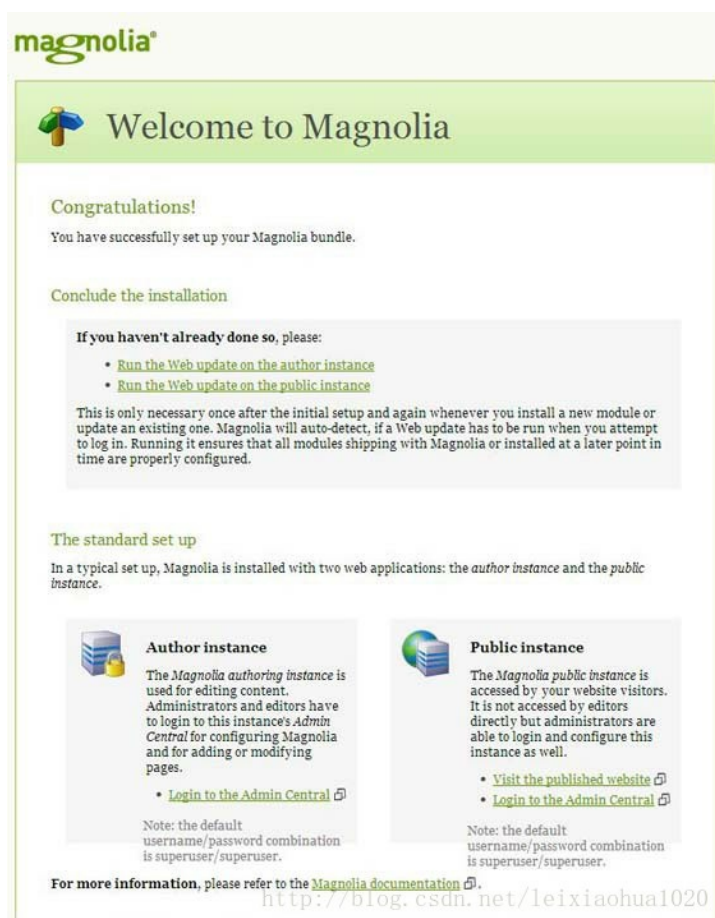 magnolia®
Welcome to Magnolia
Congratulations!
You have successfully set up your Magnolia bundle.
Conclude the installation
If you haven't already done so, please:
• Run the Web update on the author instance
• Run the Web update on the public instance
This is only necessary once after the initial setup and again whenever you install a new module or
update an existing one. Magnolia will auto-detect, if a Web update has to be run when you attempt
to log in. Running it ensures that all modules shipping with Magnolia or installed at a later point in
time are properly configured.
The standard set up
In a typical set up, Magnolia is installed with two web applications: the author instance and the public
instance.
Author instance
The Magnolia authoring instance is
used for editing content.
Administrators and editors have
to login to this instance's Admin
Central for configuring Magnolia
and for adding or modifying
pages.
• Login to the Admin Central
Note: the default
username/password combination
is superuser/superuser.
Public instance
The Magnolia public instance is
accessed by your website visitors.
It is not accessed by editors
directly but administrators are
able to login and configure this
instance as well.
• Visit the published website
• Login to the Admin Central
Note: the default
username/password combination
is superuser/superuser.
For more information, please refer to the Magnolia documentation.
http://blog.csdn.net/leixiaohua1020